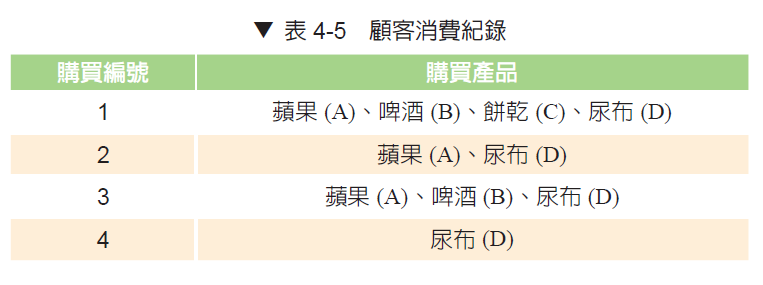 ▼ 表 4-5 顧客消費紀錄
購買編號 購買產品
1 蘋果 (A)、啤酒 (B)、餅乾 (C)、尿布 (D)
2 蘋果 (A)、尿布 (D)
3 蘋果 (A)、啤酒 (B)、尿布 (D)
4 尿布 (D)